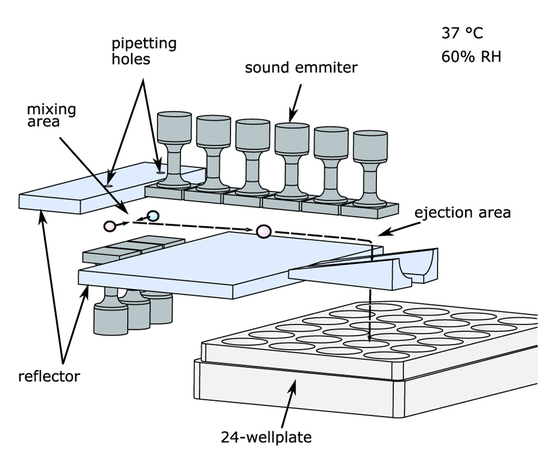 37 °C
60% RH
pipetting
holes
sound emmiter
mixing
area
ejection area
reflector
24-wellplate